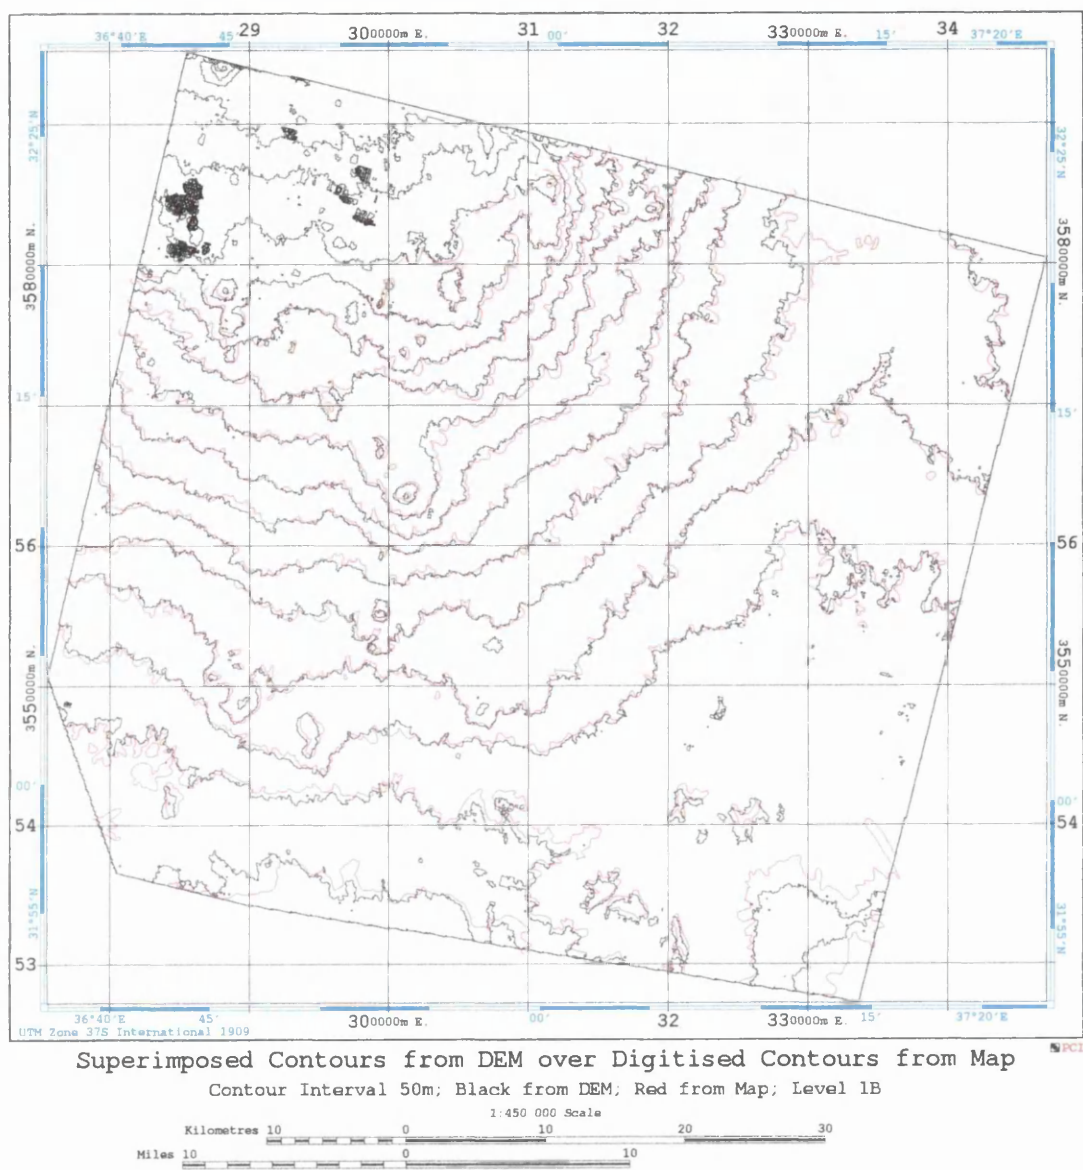 36°40'E 45' 29 300000m E. 31 00' 32 330000m E. 15' 34 37°20'E
32°25'N 32°25'N
3580000m N. 3580000m N.
15' 15'
56 56
3550000m N. 3550000m N.
00' 00'
54 54
31°55'N 31°55'N
53 53
36°40'E 45' 300000m E. 00' 32 330000m E. 15' 37°20'E
UTM Zone 37S International 1909
PCI
Superimposed Contours from DEM over Digitised Contours from Map
Contour Interval 50m; Black from DEM; Red from Map; Level 1B
1:450 000 Scale
Kilometres 10 0 10 20 30
Miles 10 0 10